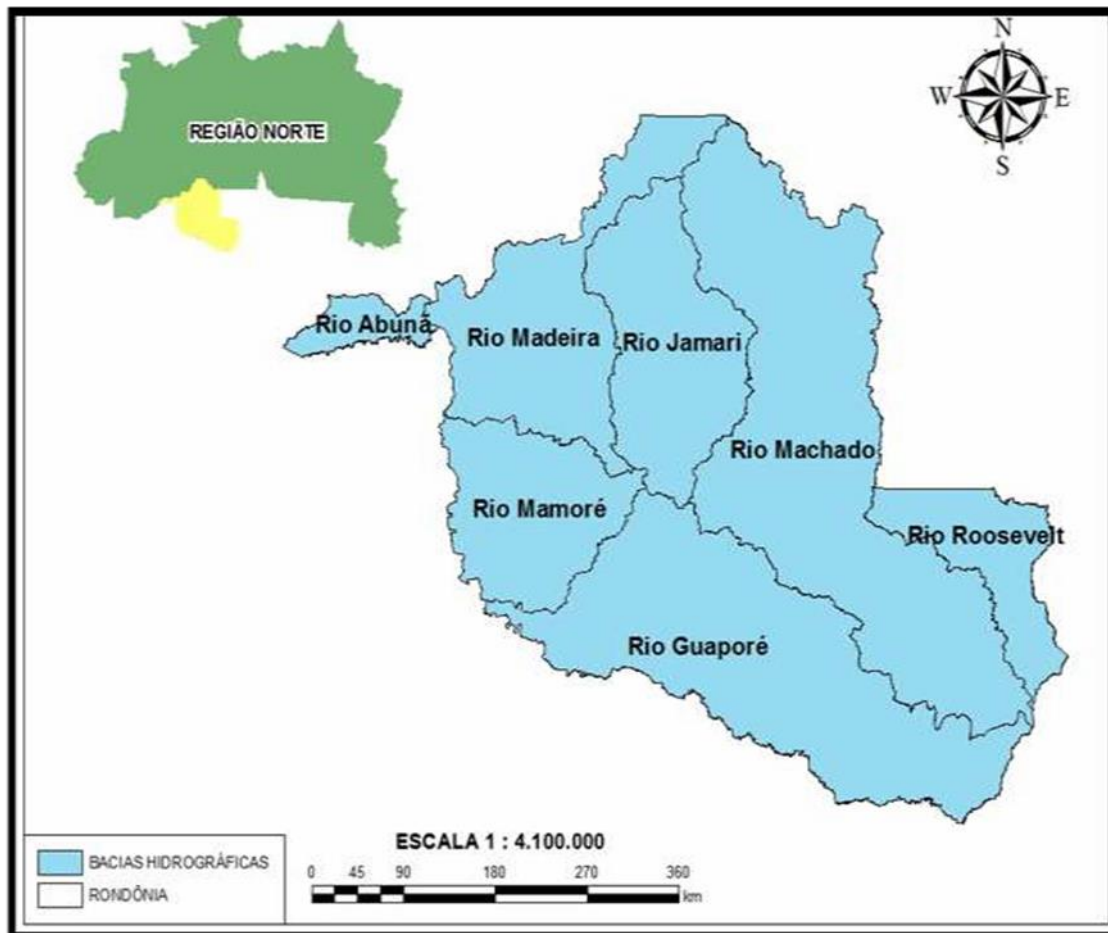 REGIÃO NORTE
N
W
E
S
Rio Abunã
Rio Madeira
Rio Jamari
Rio Machado
Rio Mamoré
Rio Roosevelt
Rio Guaporé
ESCALA 1 : 4.100.000
0 45 90 180 270 360
km
BACIAS HIDROGRÁFICAS
RONDÔNIA